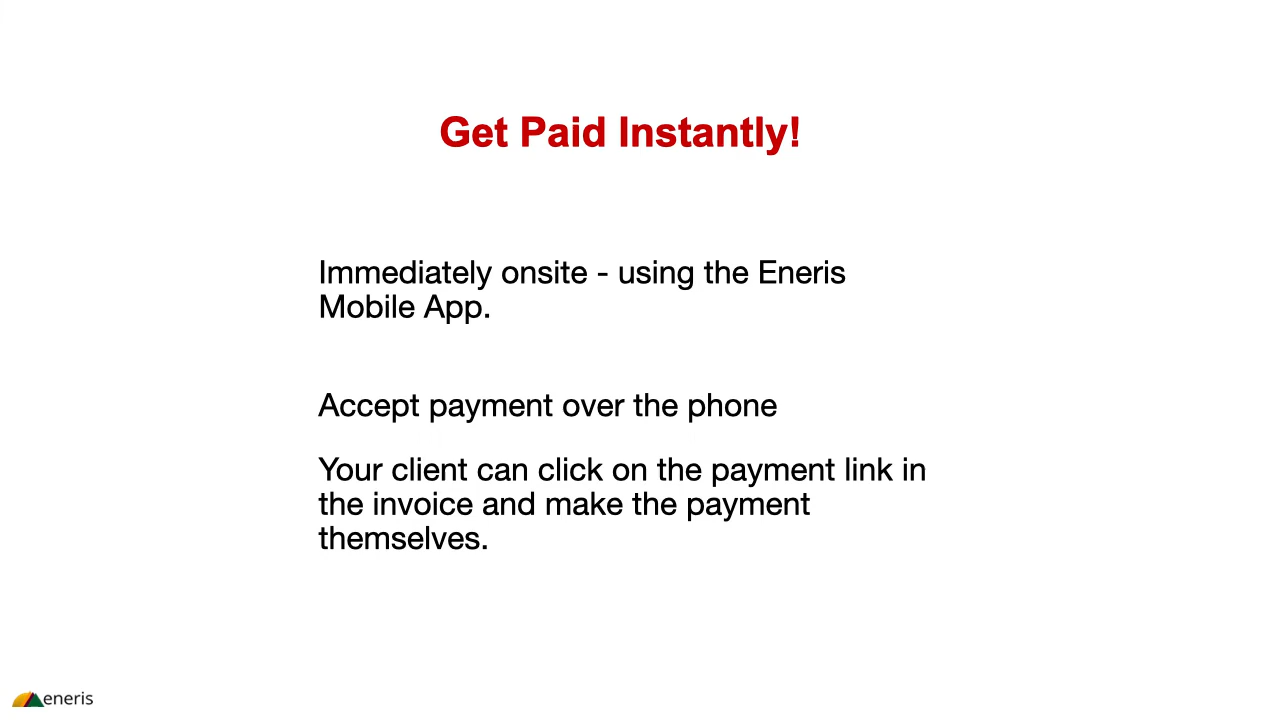 Get Paid Instantly!
Immediately onsite - using the Eneris
Mobile App.
Accept payment over the phone
Your client can click on the payment link in
the invoice and make the payment
themselves.
eneris